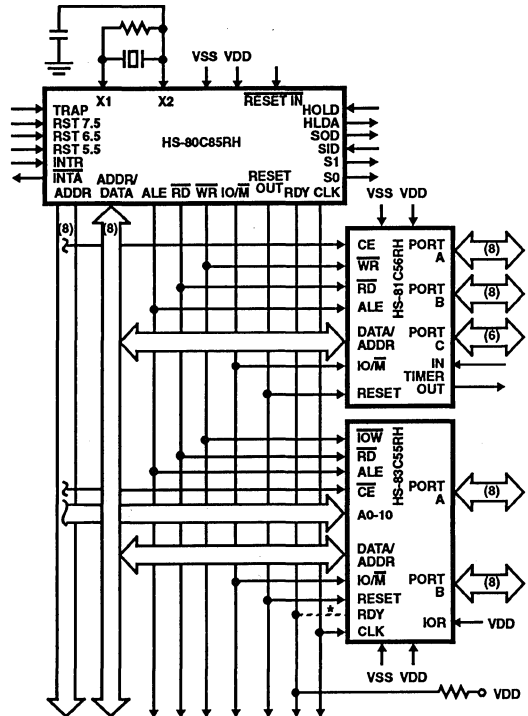 VSS VDD
X1 X2 RESET IN
TRAP
RST 7.5
RST 6.5
RST 5.5
INTR
INTA
HS-80C85RH
HOLD
HLDA
SOD
SID
S1
S0
ADDR
ADDR/
DATA
ALE RD WR IO/M
RESET
OUT
RDY CLK
(8) (8)
VSS VDD
CE
WR
RD
ALE
DATA/
ADDR
IO/M
RESET
HS-81C56RH
PORT
A
(8)
PORT
B
(8)
PORT
C
(6)
IN
TIMER
OUT
IOW
RD
ALE
CE
A0-10
DATA/
ADDR
IO/M
RESET
* RDY
CLK
HS-83C55RH
PORT
A
(8)
PORT
B
(8)
IOR VDD
VSS VDD
VDD